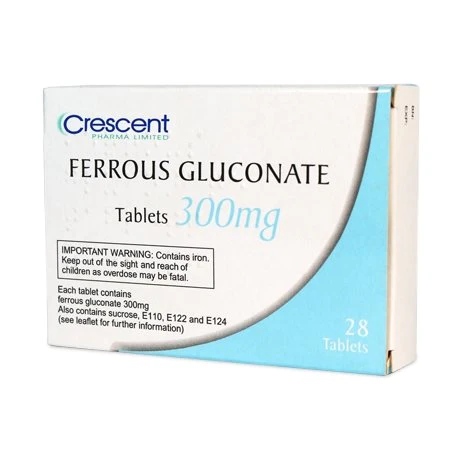 Crescent
PHARMA LIMITED
FERROUS GLUCONATE
Tablets 300mg
IMPORTANT WARNING: Contains iron.
Keep out of the sight and reach of
children as overdose may be fatal.
Each tablet contains
ferrous gluconate 300mg
Also contains sucrose, E110, E122 and E124
(see leaflet for further information)
28
Tablets
BN:
EXP: